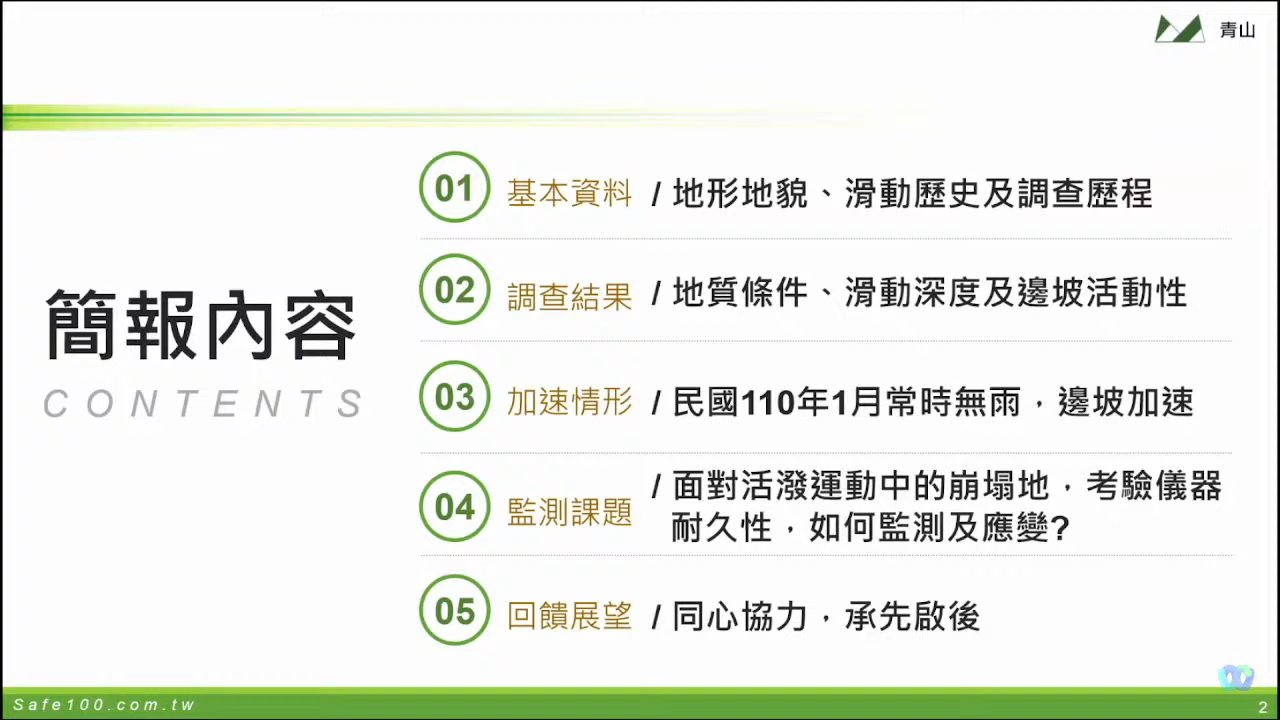 青山
簡報內容
CONTENTS
01 基本資料 / 地形地貌、滑動歷史及調查歷程
02 調查結果 / 地質條件、滑動深度及邊坡活動性
03 加速情形 / 民國110年1月常時無雨，邊坡加速
04 監測課題 / 面對活潑運動中的崩塌地，考驗儀器
耐久性，如何監測及應變?
05 回饋展望 / 同心協力，承先啟後
Safe100.com.tw
2